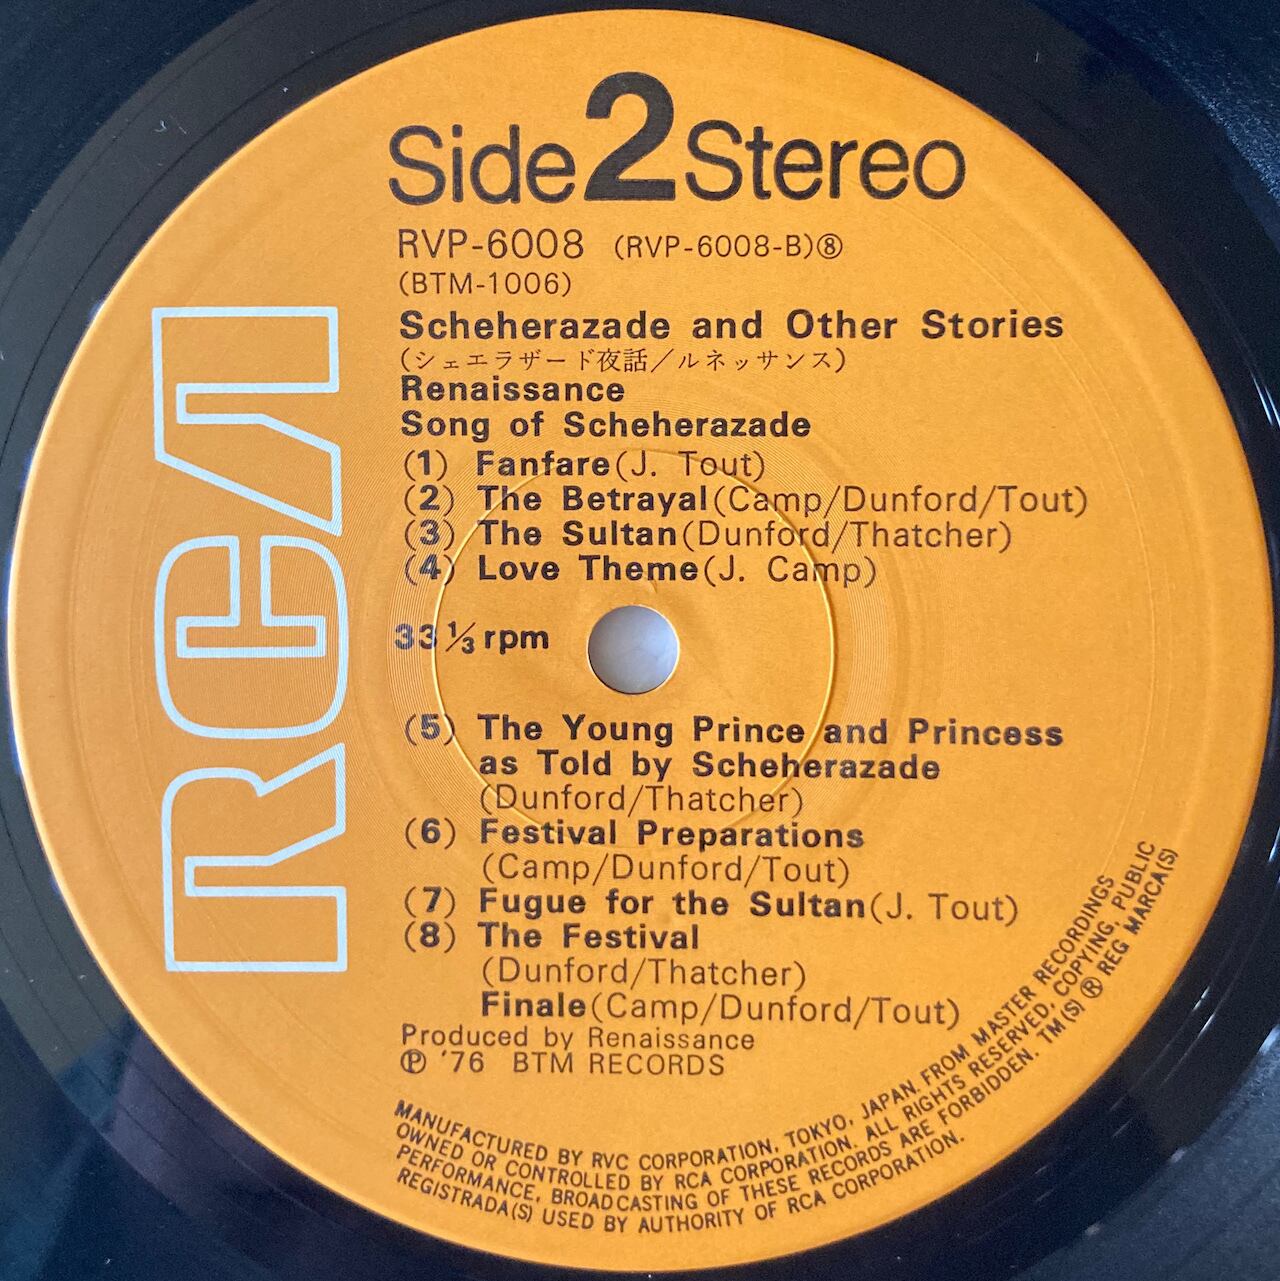 Side 2 Stereo
RVP-6008 (RVP-6008-B)⑧
(BTM-1006)
Scheherazade and Other Stories
(シェエラザード夜話/ルネッサンス)
Renaissance
Song of Scheherazade
(1) Fanfare(J. Tout)
(2) The Betrayal(Camp/Dunford/Tout)
(3) The Sultan(Dunford/Thatcher)
(4) Love Theme(J. Camp)
33 1/3 rpm
(5) The Young Prince and Princess
as Told by Scheherazade
(Dunford/Thatcher)
(6) Festival Preparations
(Camp/Dunford/Tout)
(7) Fugue for the Sultan(J. Tout)
(8) The Festival
(Dunford/Thatcher)
Finale(Camp/Dunford/Tout)
Produced by Renaissance
Ⓟ '76 BTM RECORDS
RCA
MANUFACTURED BY RVC CORPORATION, TOKYO, JAPAN. FROM MASTER RECORDINGS
OWNED OR CONTROLLED BY RCA CORPORATION. ALL RIGHTS RESERVED, COPYING, PUBLIC
PERFORMANCE, BROADCASTING OF THESE RECORDS ARE FORBIDDEN. TM(S) ® REG MARCA(S)
REGISTRADA(S) USED BY AUTHORITY OF RCA CORPORATION.